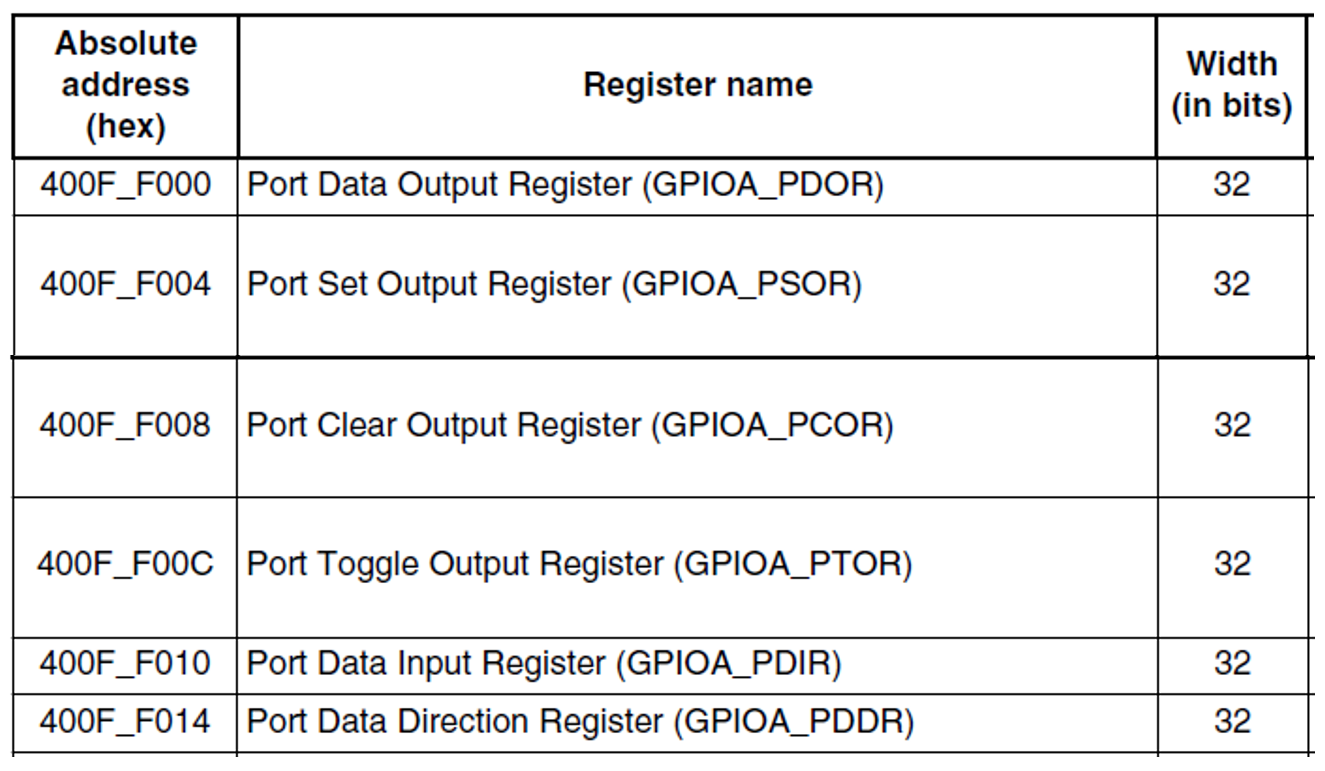 Absolute
address
(hex)
Register name
Width
(in bits)
400F_F000 Port Data Output Register (GPIOA_PDOR) 32
400F_F004 Port Set Output Register (GPIOA_PSOR) 32
400F_F008 Port Clear Output Register (GPIOA_PCOR) 32
400F_F00C Port Toggle Output Register (GPIOA_PTOR) 32
400F_F010 Port Data Input Register (GPIOA_PDIR) 32
400F_F014 Port Data Direction Register (GPIOA_PDDR) 32